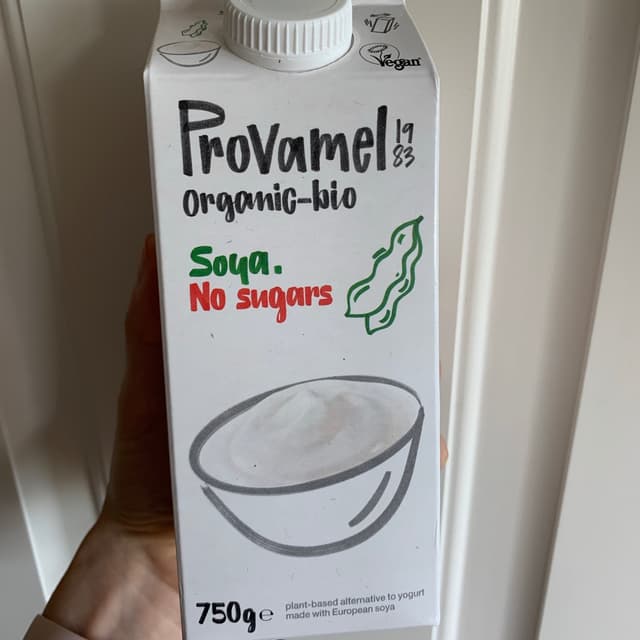 Vegan
Provamel 19
83
organic-bio
Soya.
No sugars
750g e plant-based alternative to yogurt
made with European soya